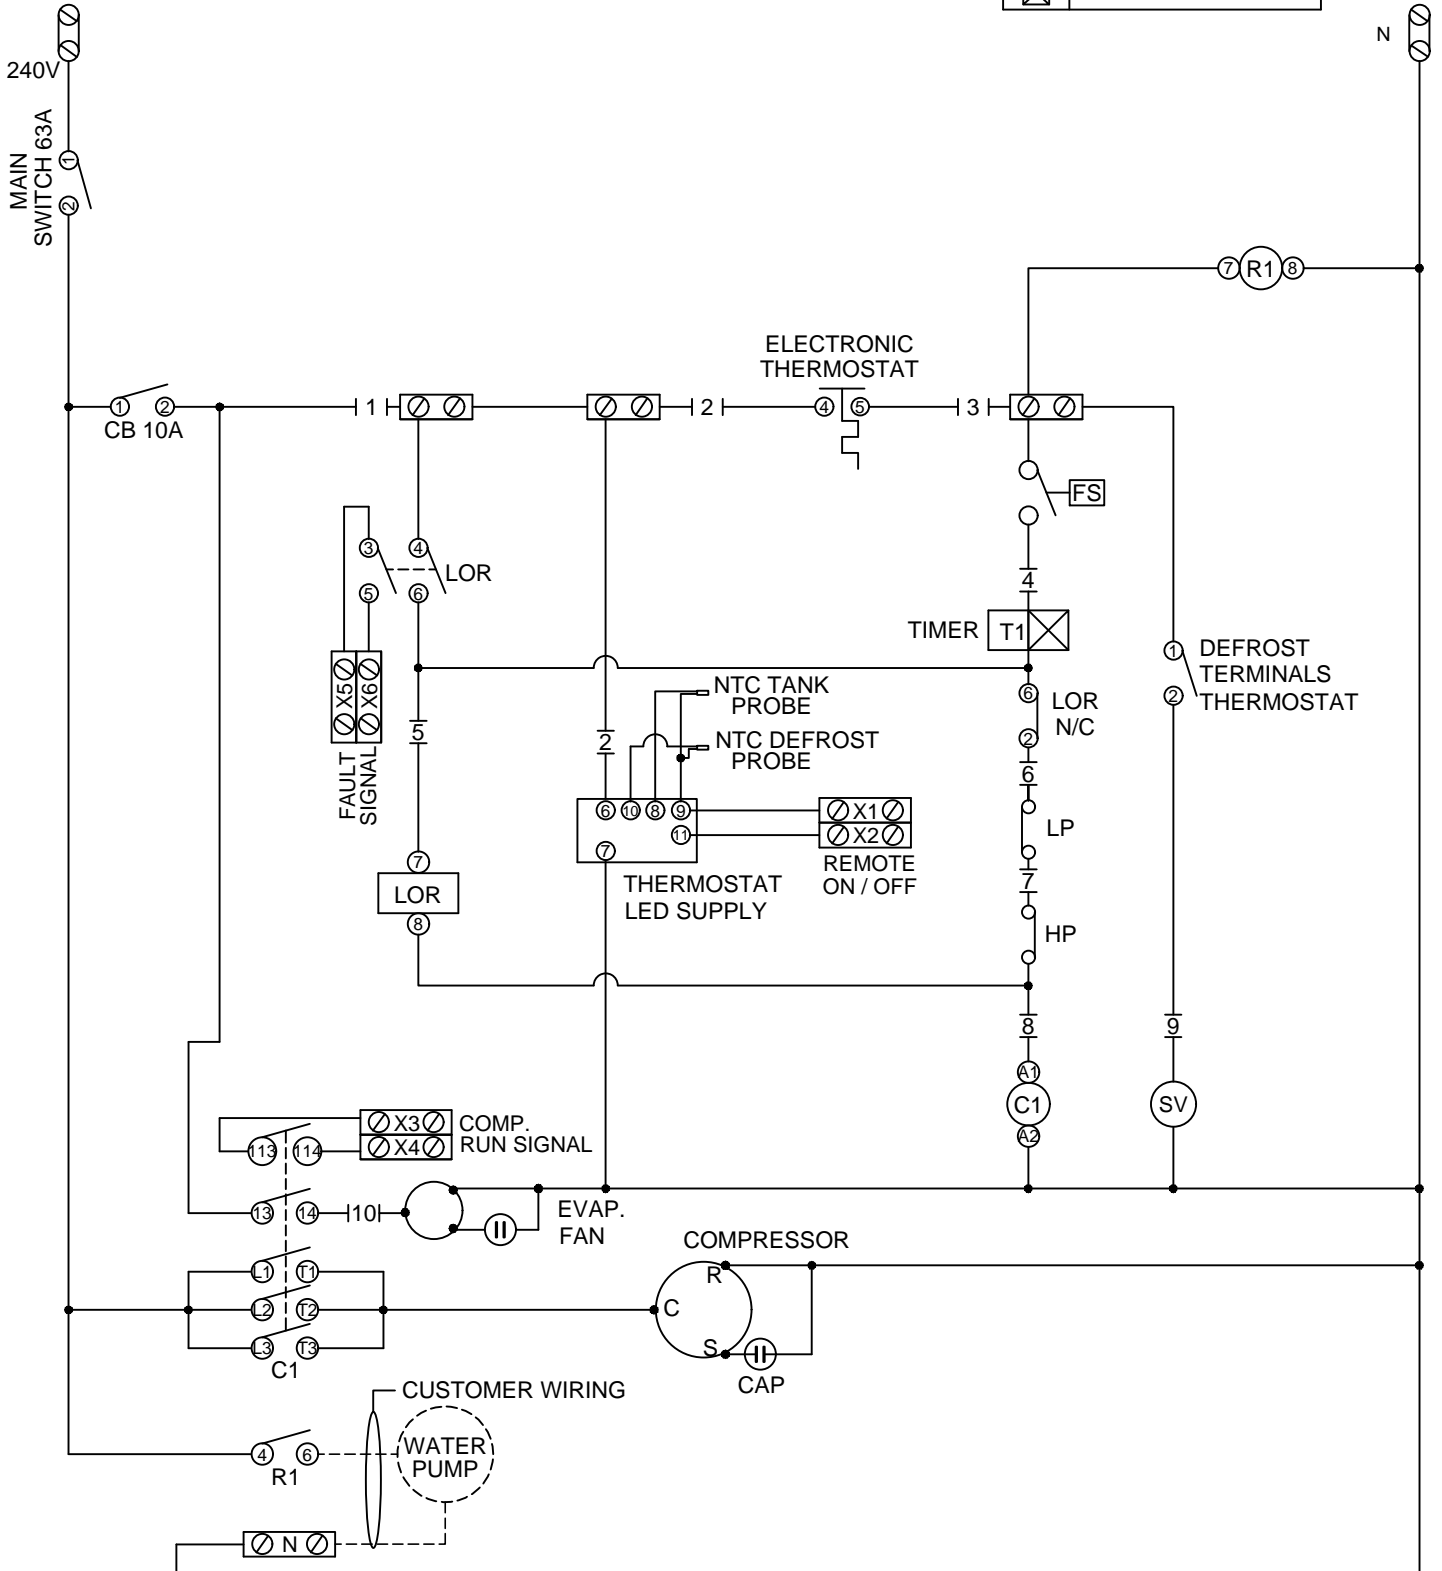 N
240V
MAIN
SWITCH 63A
1
2
7 R1 8
ELECTRONIC
THERMOSTAT
1 2
CB 10A
1
2
4 5
3
FS
3 4
LOR
5 6
4
TIMER T1
1 DEFROST
TERMINALS
2 THERMOSTAT
X5
X6
FAULT
SIGNAL
5
2
NTC TANK
PROBE
NTC DEFROST
PROBE
6 LOR
N/C
2
6
6 10 8 9
11
7
X1
X2
REMOTE
ON / OFF
LP
7
THERMOSTAT
LED SUPPLY
7
LOR
8
HP
8
9
A1
C1
A2
SV
X3 COMP.
X4 RUN SIGNAL
113 114
13 14 10
EVAP.
FAN
COMPRESSOR
L1 T1
L2 T2
L3 T3
C1
R
C
S
CAP
CUSTOMER WIRING
4 6
R1
WATER
PUMP
N